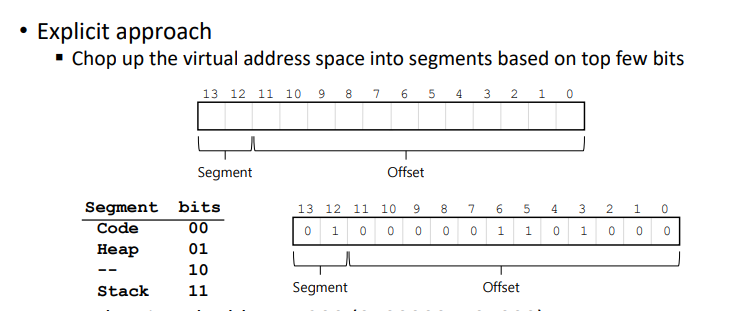 • Explicit approach
▪ Chop up the virtual address space into segments based on top few bits
13 12 11 10 9 8 7 6 5 4 3 2 1 0
Segment Offset
Segment bits
Code 00
Heap 01
-- 10
Stack 11
13 12 11 10 9 8 7 6 5 4 3 2 1 0
0 1 0 0 0 0 0 1 1 0 1 0 0 0
Segment Offset